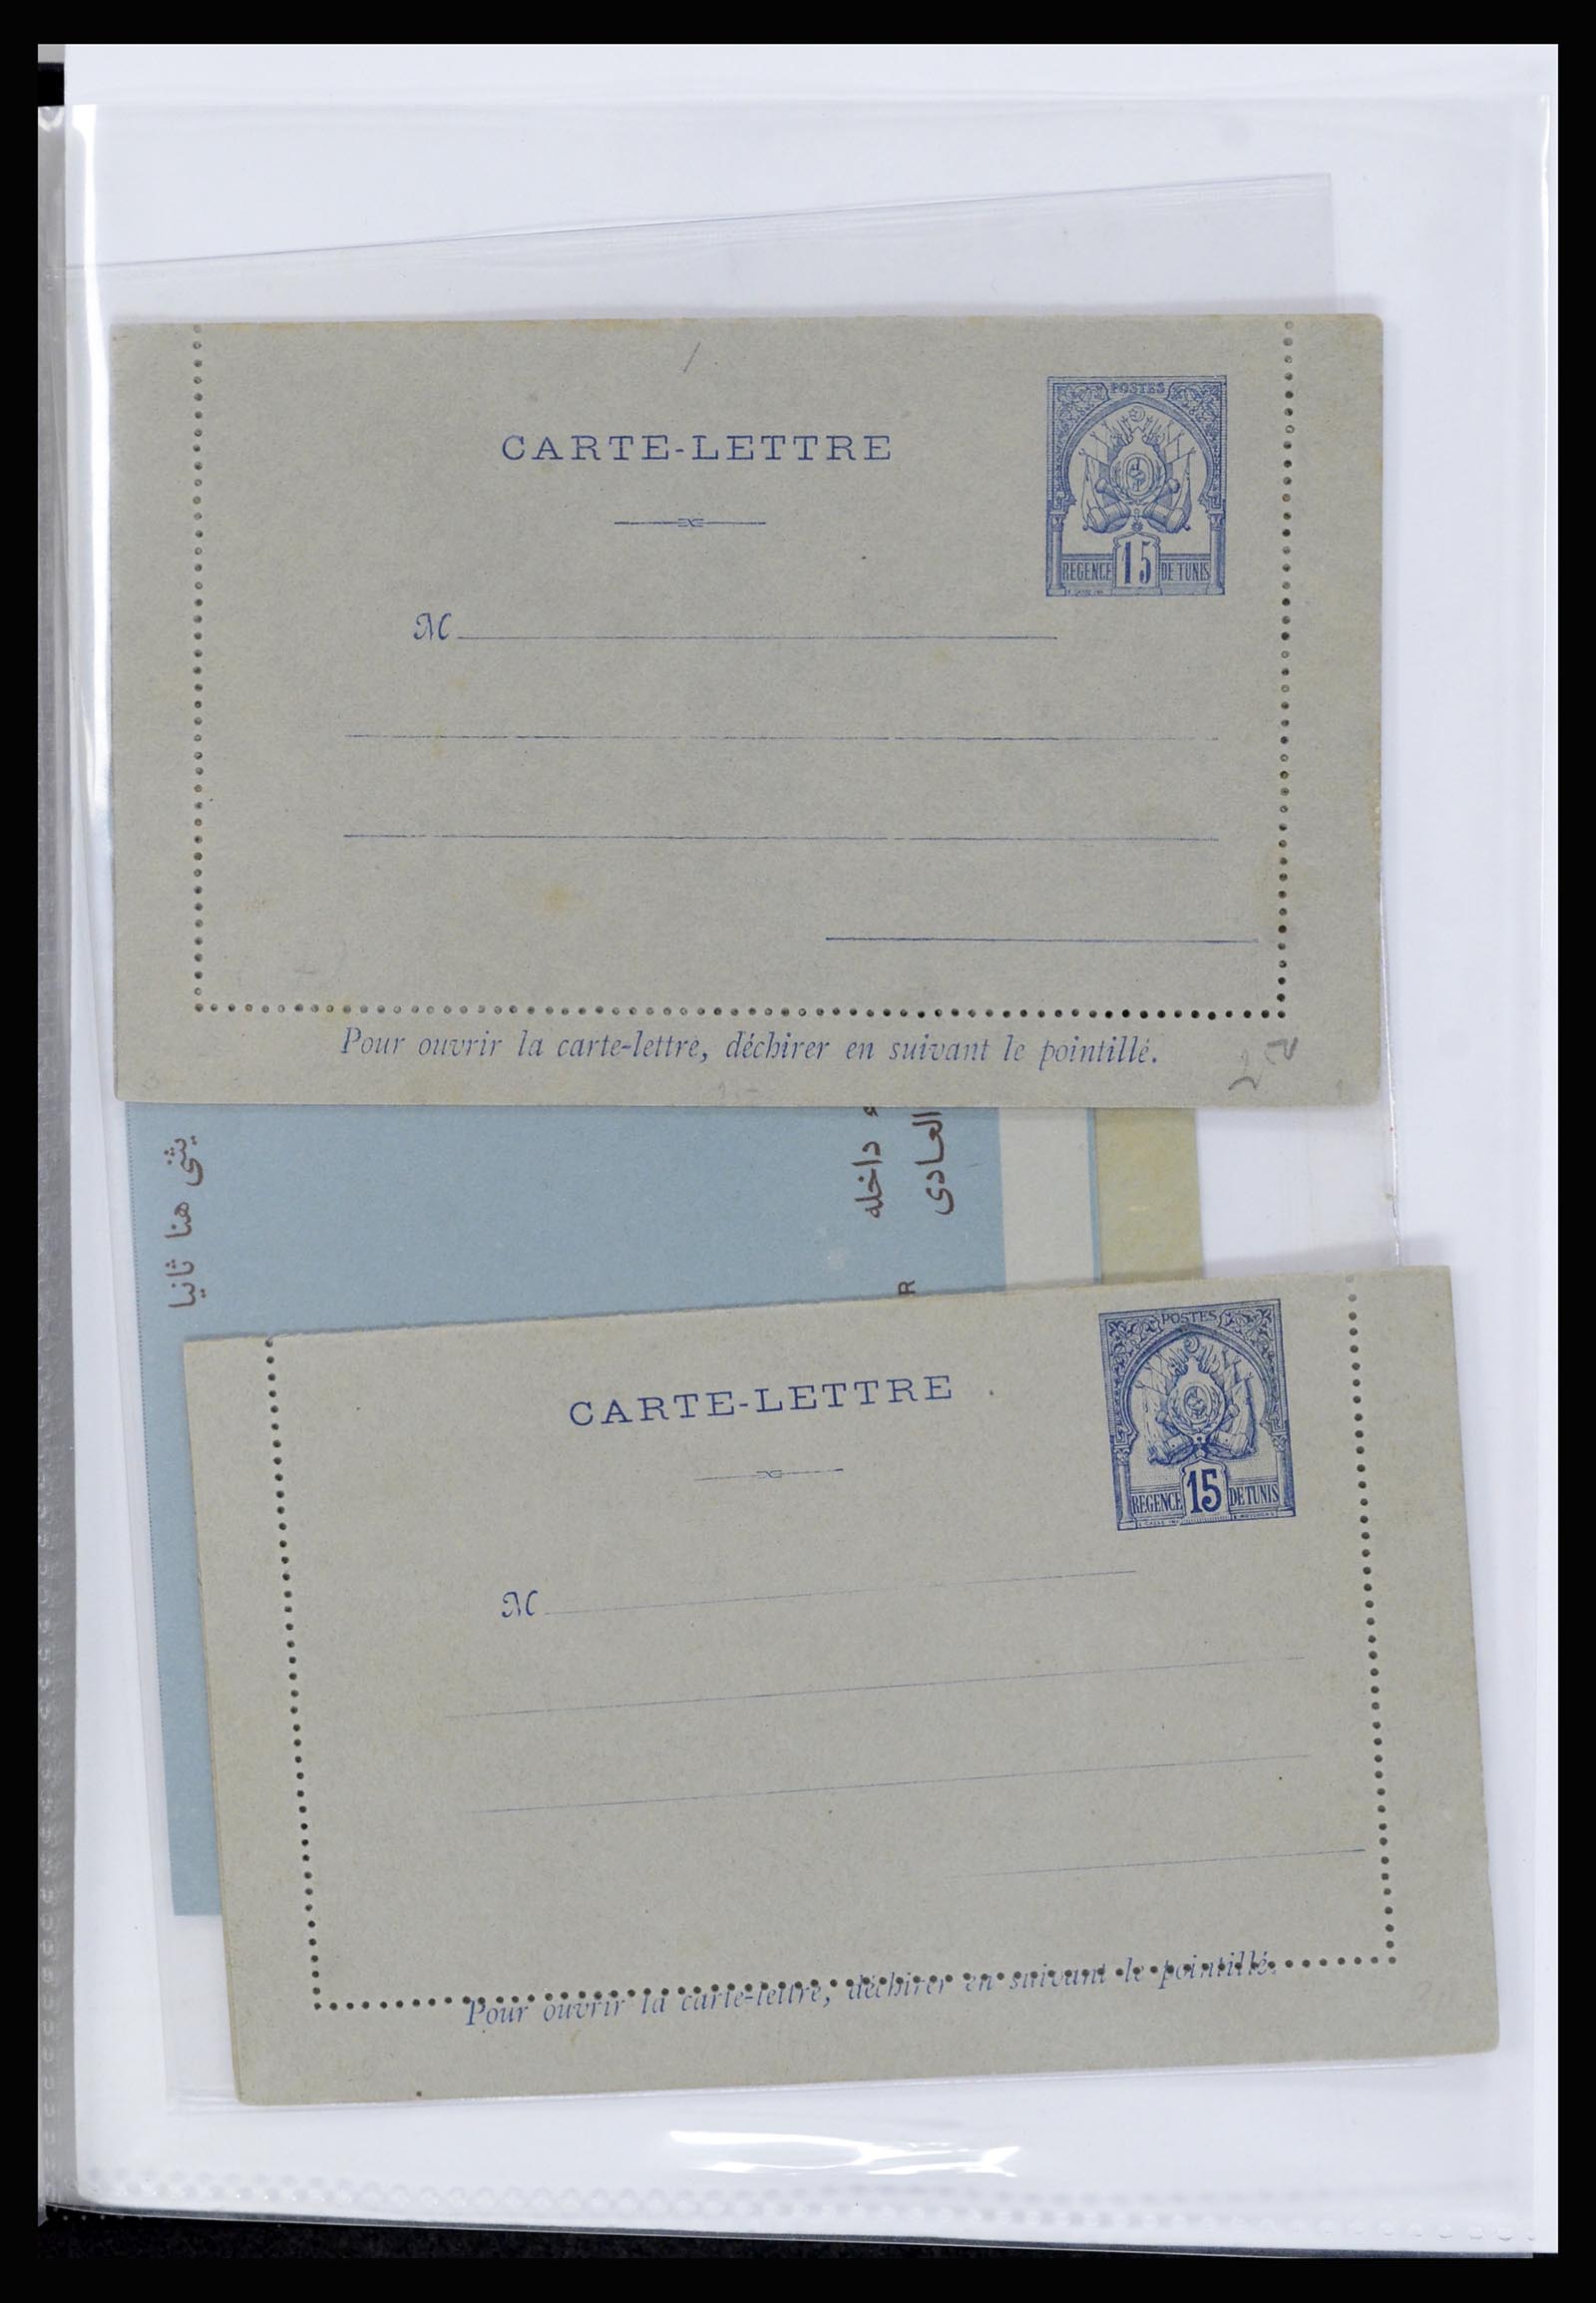 POSTES
CARTE-LETTRE
15
REGENCE DE TUNIS
M
Pour ouvrir la carte-lettre, déchirer en suivant le pointillé.
يثنى هنا ثانيا
داخله
العادى
R
POSTES
CARTE-LETTRE
15
REGENCE DE TUNIS
M
Pour ouvrir la carte-lettre, déchirer en suivant le pointillé.